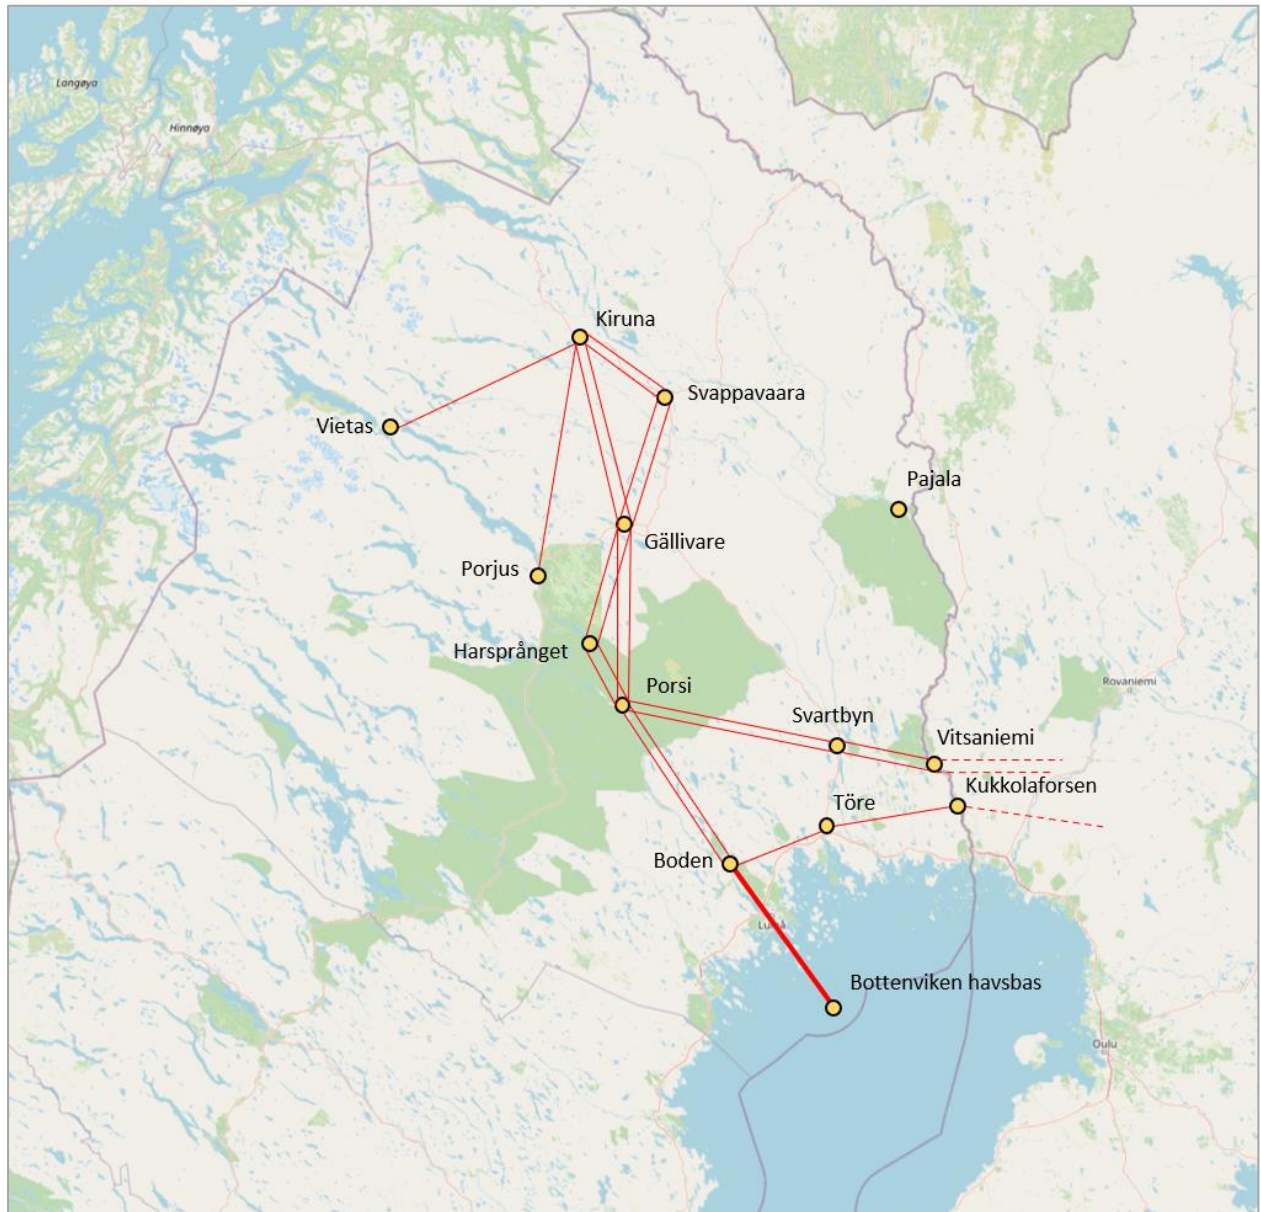 Langøya
Hinnøya
Kiruna
Svappavaara
Vietas
Pajala
Gällivare
Porjus
Harsprånget
Porsi
Rovaniemi
Svartbyn
Vitsaniemi
Kukkolaforsen
Töre
Boden
Bottenviken havsbas
Oulu